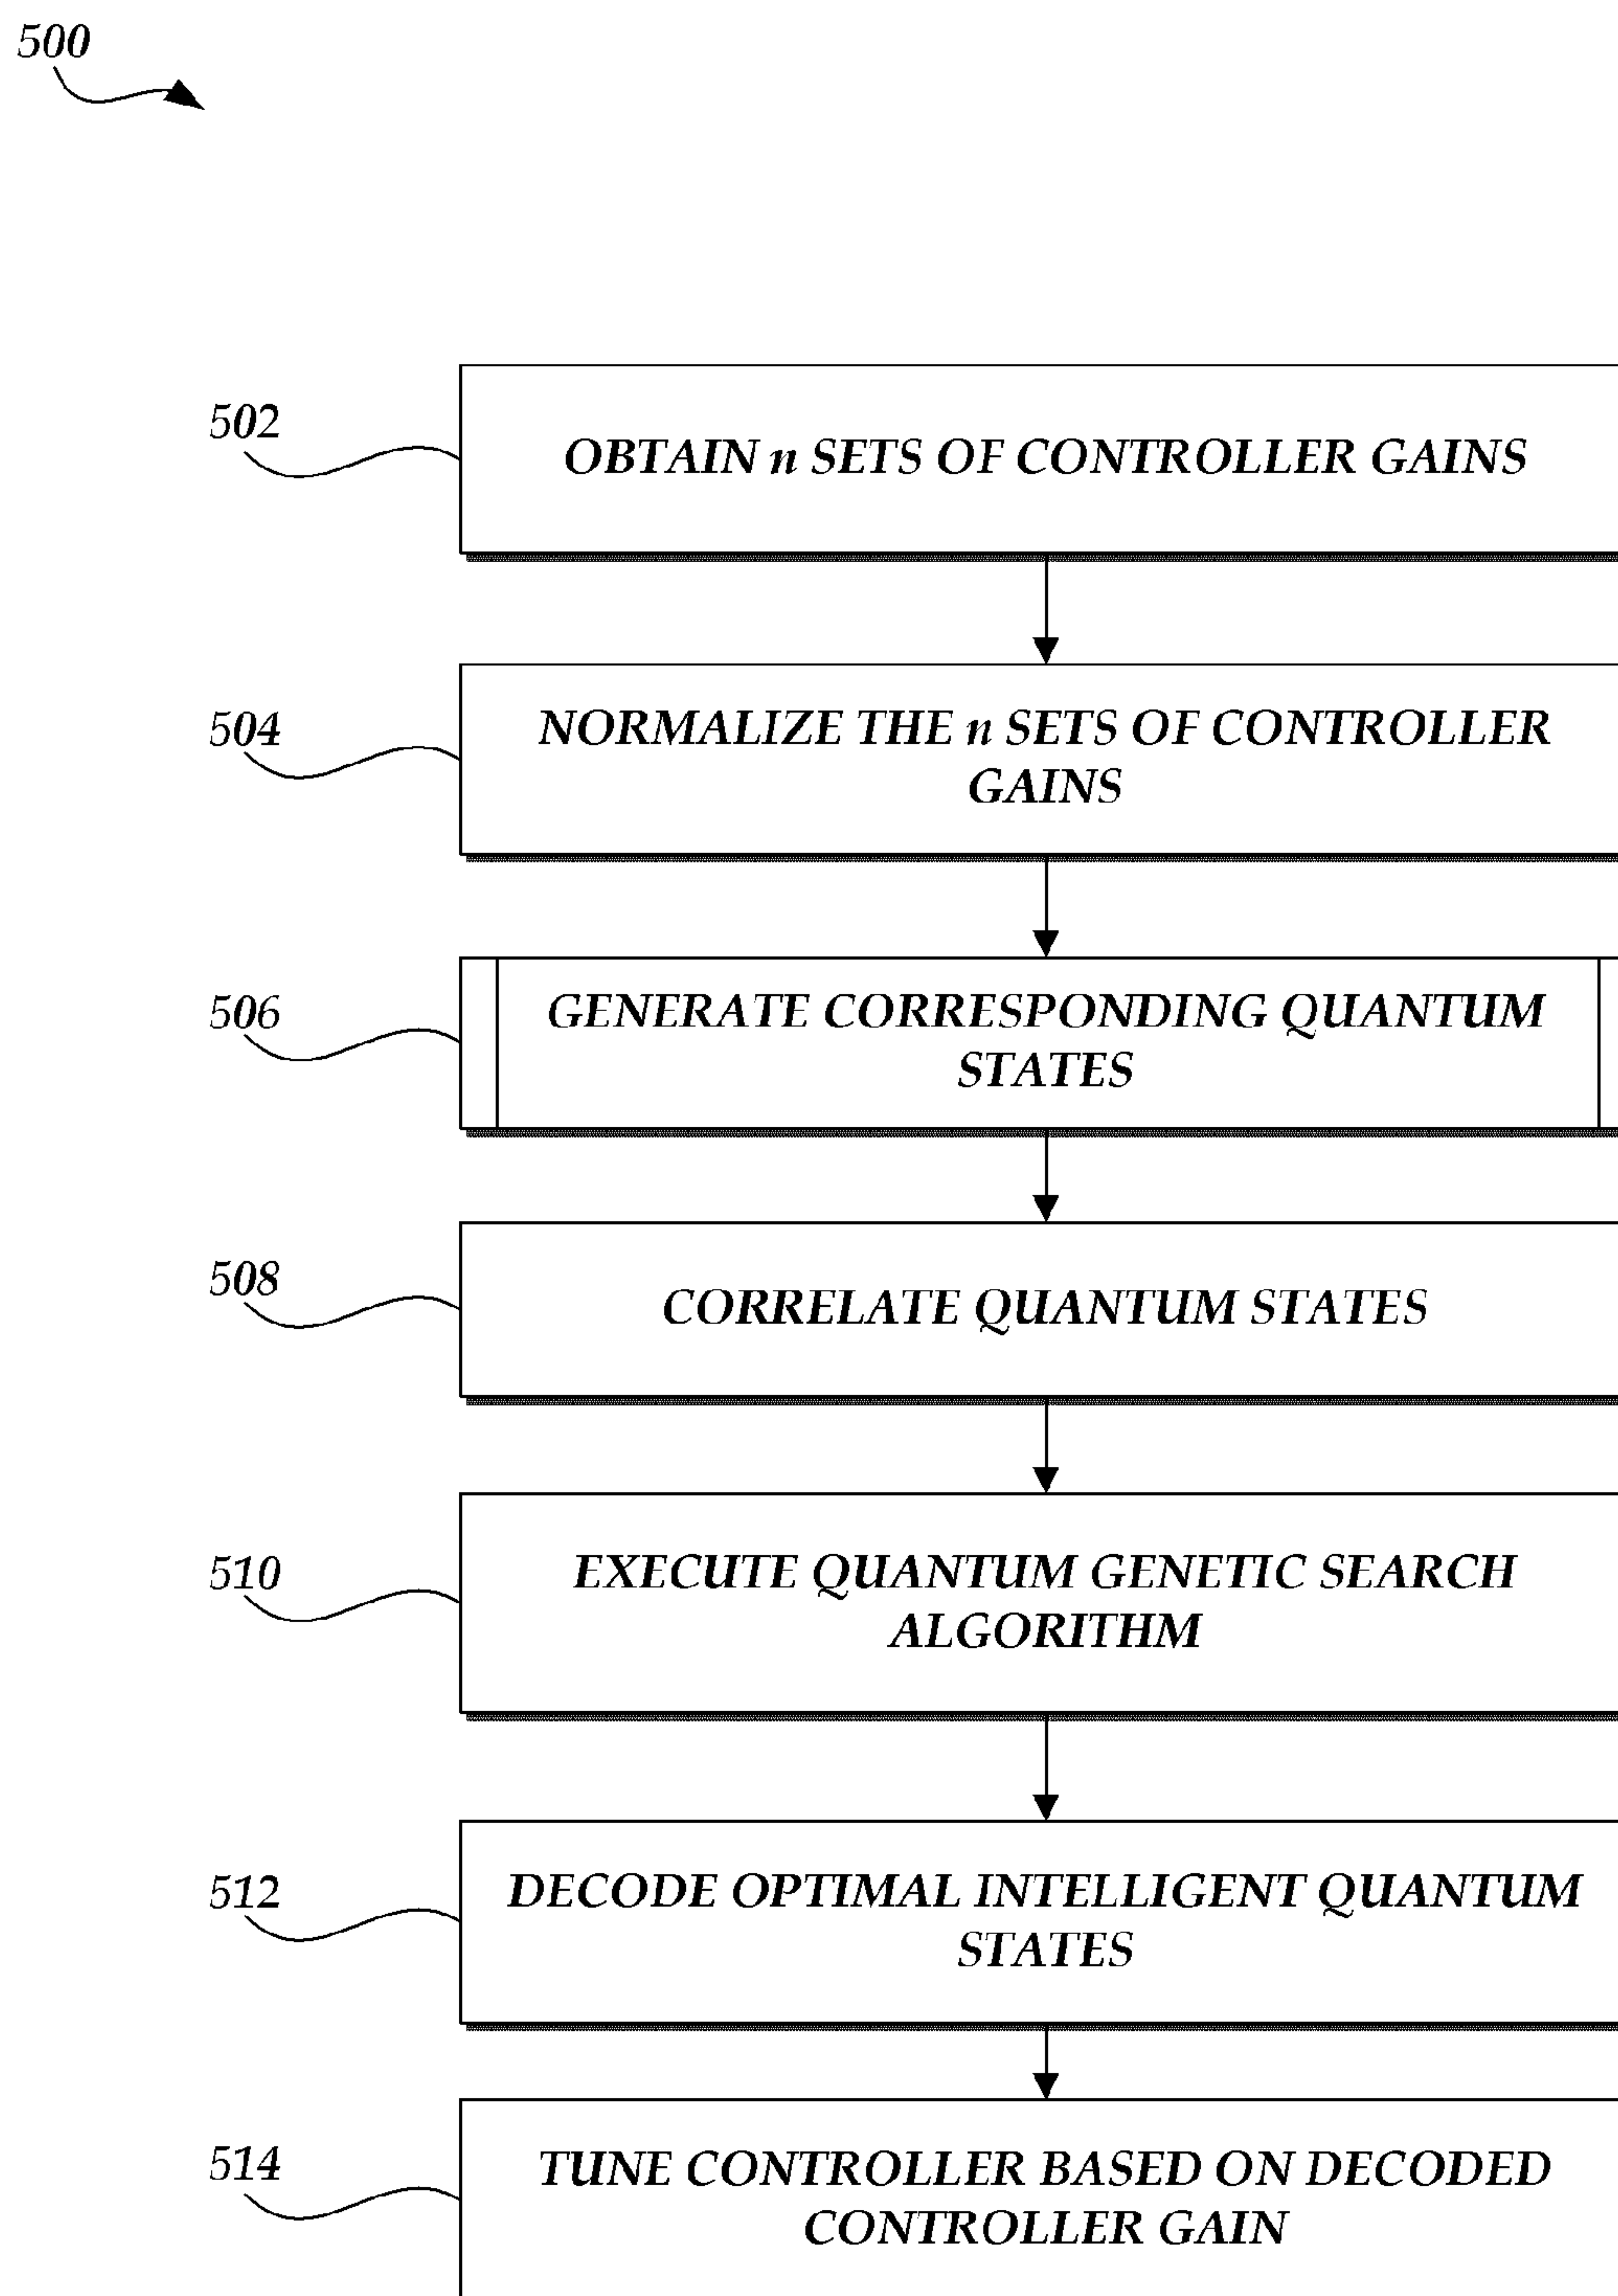 500
502
OBTAIN n SETS OF CONTROLLER GAINS
504
NORMALIZE THE n SETS OF CONTROLLER
GAINS
506
GENERATE CORRESPONDING QUANTUM
STATES
508
CORRELATE QUANTUM STATES
510
EXECUTE QUANTUM GENETIC SEARCH
ALGORITHM
512
DECODE OPTIMAL INTELLIGENT QUANTUM
STATES
514
TUNE CONTROLLER BASED ON DECODED
CONTROLLER GAIN